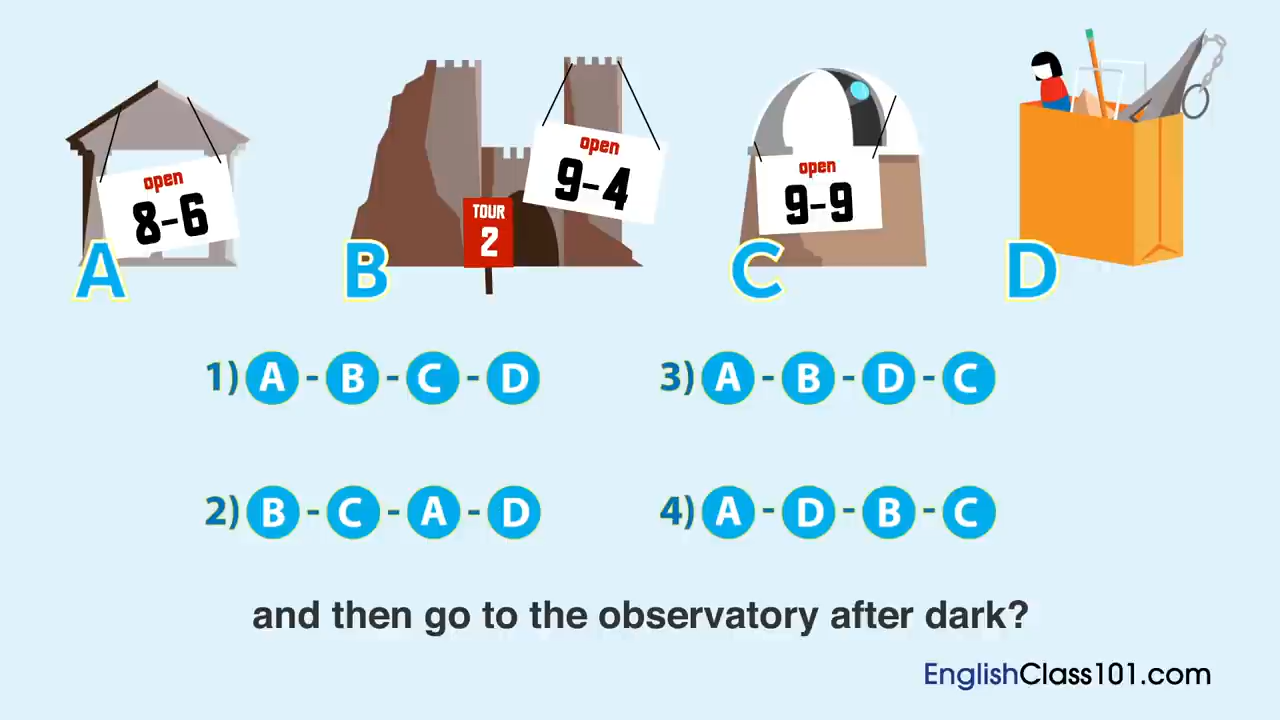 open
8-6
A
open
9-4
TOUR
2
B
open
9-9
C
D
1) A - B - C - D
3) A - B - D - C
2) B - C - A - D
4) A - D - B - C
and then go to the observatory after dark?
EnglishClass101.com